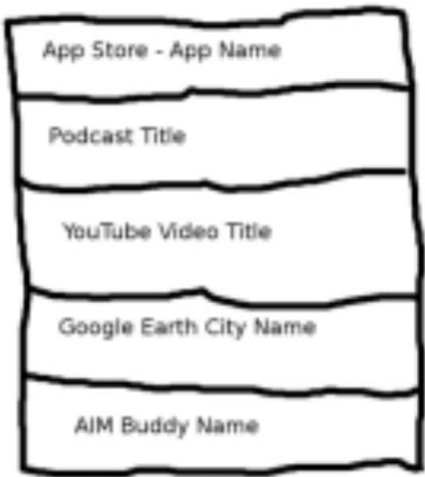 App Store - App Name
Podcast Title
YouTube Video Title
Google Earth City Name
AIM Buddy Name